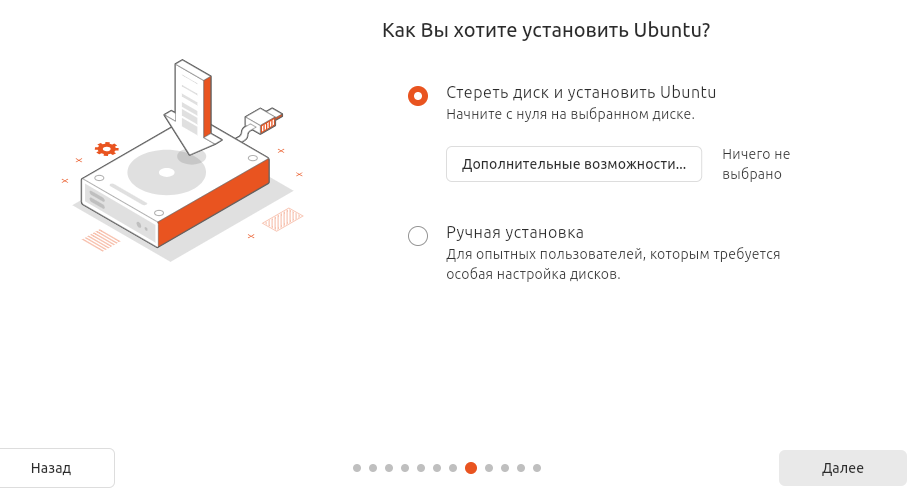 Как Вы хотите установить Ubuntu?
Стереть диск и установить Ubuntu
Начните с нуля на выбранном диске.
Дополнительные возможности...
Ничего не
выбрано
Ручная установка
Для опытных пользователей, которым требуется
особая настройка дисков.
Назад
Далее